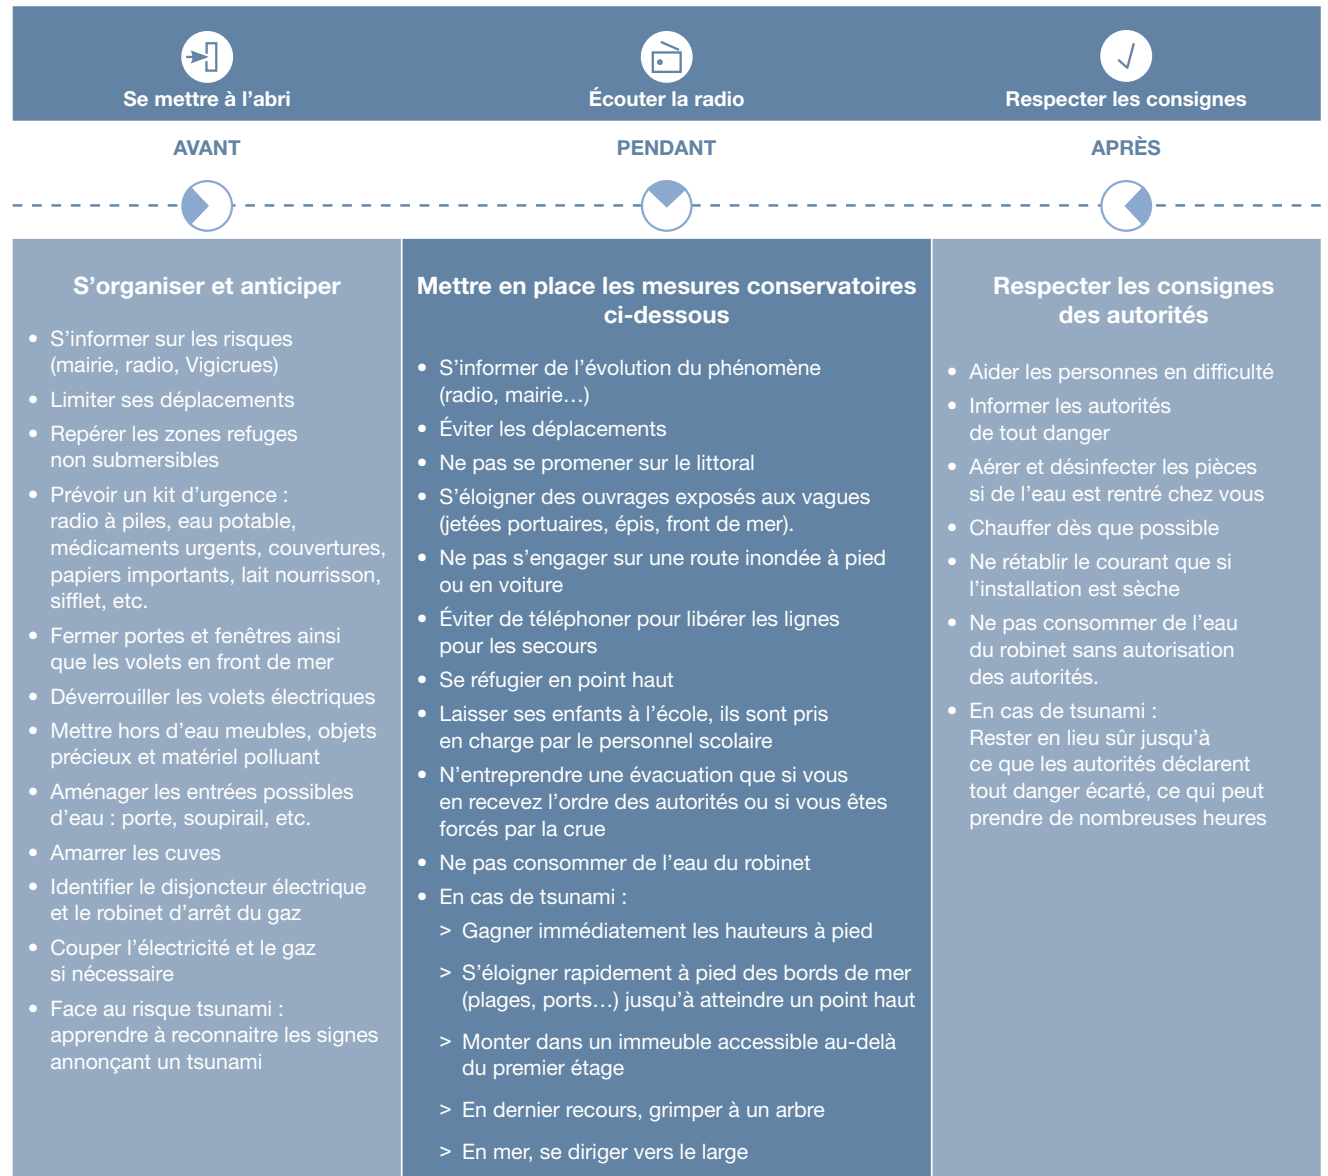 Se mettre à l'abri
Écouter la radio
Respecter les consignes
AVANT
PENDANT
APRÈS
S'organiser et anticiper
• S'informer sur les risques
(mairie, radio, Vigicrues)
• Limiter ses déplacements
• Repérer les zones refuges
non submersibles
• Prévoir un kit d'urgence :
radio à piles, eau potable,
médicaments urgents, couvertures,
papiers importants, lait nourrisson,
sifflet, etc.
• Fermer portes et fenêtres ainsi
que les volets en front de mer
• Déverrouiller les volets électriques
• Mettre hors d'eau meubles, objets
précieux et matériel polluant
• Aménager les entrées possibles
d'eau : porte, soupirail, etc.
• Amarrer les cuves
• Identifier le disjoncteur électrique
et le robinet d'arrêt du gaz
• Couper l'électricité et le gaz
si nécessaire
• Face au risque tsunami :
apprendre à reconnaitre les signes
annonçant un tsunami
Mettre en place les mesures conservatoires
ci-dessous
• S'informer de l'évolution du phénomène
(radio, mairie…)
• Éviter les déplacements
• Ne pas se promener sur le littoral
• S'éloigner des ouvrages exposés aux vagues
(jetées portuaires, épis, front de mer).
• Ne pas s'engager sur une route inondée à pied
ou en voiture
• Éviter de téléphoner pour libérer les lignes
pour les secours
• Se réfugier en point haut
• Laisser ses enfants à l'école, ils sont pris
en charge par le personnel scolaire
• N'entreprendre une évacuation que si vous
en recevez l'ordre des autorités ou si vous êtes
forcés par la crue
• Ne pas consommer de l'eau du robinet
• En cas de tsunami :
> Gagner immédiatement les hauteurs à pied
> S'éloigner rapidement à pied des bords de mer
(plages, ports…) jusqu'à atteindre un point haut
> Monter dans un immeuble accessible au-delà
du premier étage
> En dernier recours, grimper à un arbre
> En mer, se diriger vers le large
Respecter les consignes
des autorités
• Aider les personnes en difficulté
• Informer les autorités
de tout danger
• Aérer et désinfecter les pièces
si de l'eau est rentré chez vous
• Chauffer dès que possible
• Ne rétablir le courant que si
l'installation est sèche
• Ne pas consommer de l'eau
du robinet sans autorisation
des autorités.
• En cas de tsunami :
Rester en lieu sûr jusqu'à
ce que les autorités déclarent
tout danger écarté, ce qui peut
prendre de nombreuses heures